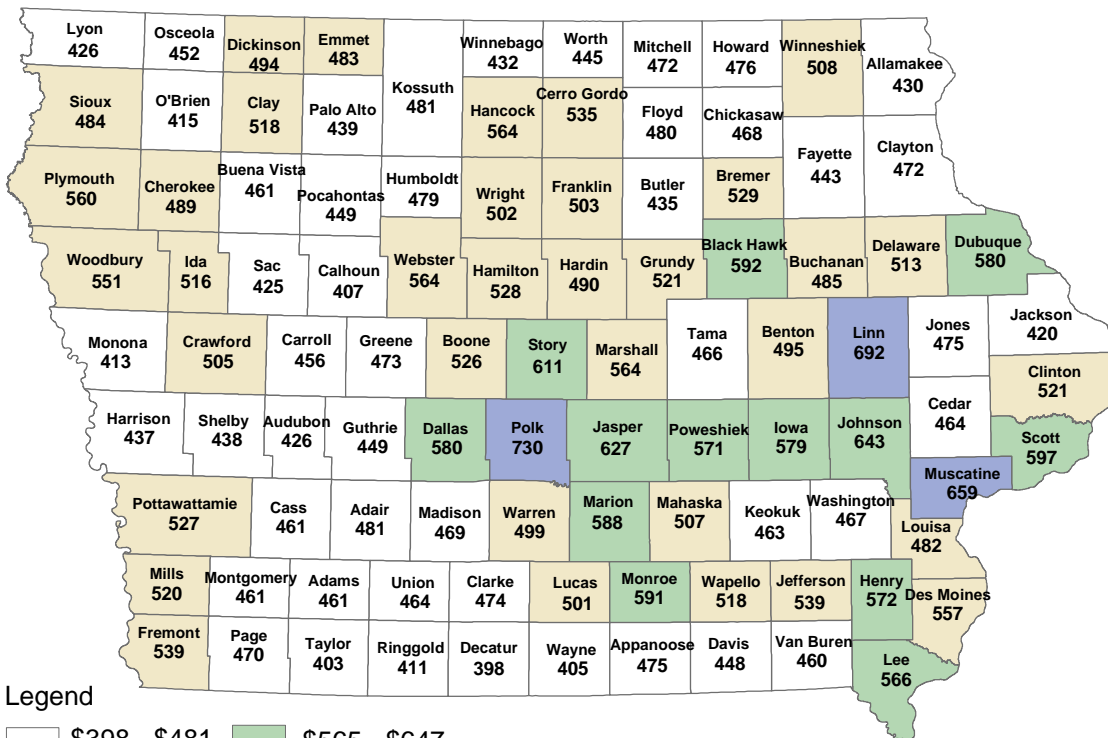 Lyon
426
Osceola
452
Dickinson
494
Emmet
483
Kossuth
481
Winnebago
432
Worth
445
Mitchell
472
Howard
476
Winneshiek
508
Allamakee
430
Sioux
484
O'Brien
415
Clay
518
Palo Alto
439
Hancock
564
Cerro Gordo
535
Floyd
480
Chickasaw
468
Fayette
443
Clayton
472
Plymouth
560
Cherokee
489
Buena Vista
461
Pocahontas
449
Humboldt
479
Wright
502
Franklin
503
Butler
435
Bremer
529
Woodbury
551
Ida
516
Sac
425
Calhoun
407
Webster
564
Hamilton
528
Hardin
490
Grundy
521
Black Hawk
592
Buchanan
485
Delaware
513
Dubuque
580
Monona
413
Crawford
505
Carroll
456
Greene
473
Boone
526
Story
611
Marshall
564
Tama
466
Benton
495
Linn
692
Jones
475
Jackson
420
Clinton
521
Harrison
437
Shelby
438
Audubon
426
Guthrie
449
Dallas
580
Polk
730
Jasper
627
Poweshiek
571
Iowa
579
Johnson
643
Cedar
464
Scott
597
Muscatine
659
Pottawattamie
527
Cass
461
Adair
481
Madison
469
Warren
499
Marion
588
Mahaska
507
Keokuk
463
Washington
467
Louisa
482
Mills
520
Montgomery
461
Adams
461
Union
464
Clarke
474
Lucas
501
Monroe
591
Wapello
518
Jefferson
539
Henry
572
Des Moines
557
Fremont
539
Page
470
Taylor
403
Ringgold
411
Decatur
398
Wayne
405
Appanoose
475
Davis
448
Van Buren
460
Lee
566
Legend
$398 - $481
$565 - $647